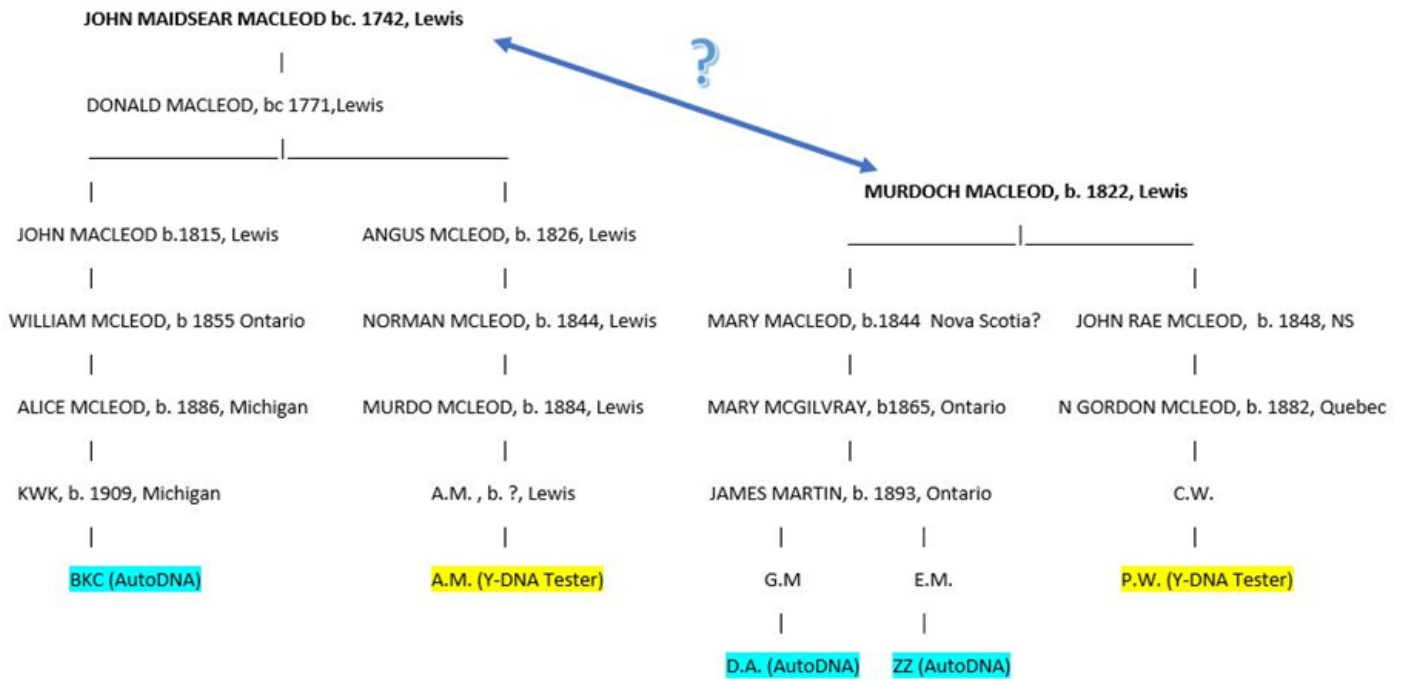 JOHN MAIDSEAR MACLEOD bc. 1742, Lewis
?
DONALD MACLEOD, bc 1771,Lewis
MURDOCH MACLEOD, b. 1822, Lewis
JOHN MACLEOD b.1815, Lewis ANGUS MCLEOD, b. 1826, Lewis
WILLIAM MCLEOD, b 1855 Ontario NORMAN MCLEOD, b. 1844, Lewis MARY MACLEOD, b.1844 Nova Scotia? JOHN RAE MCLEOD, b. 1848, NS
ALICE MCLEOD, b. 1886, Michigan MURDO MCLEOD, b. 1884, Lewis MARY MCGILVRAY, b1865, Ontario N GORDON MCLEOD, b. 1882, Quebec
KWK, b. 1909, Michigan A.M. , b. ?, Lewis JAMES MARTIN, b. 1893, Ontario C.W.
BKC (AutoDNA) A.M. (Y-DNA Tester) G.M E.M. P.W. (Y-DNA Tester)
D.A. (AutoDNA) ZZ (AutoDNA)